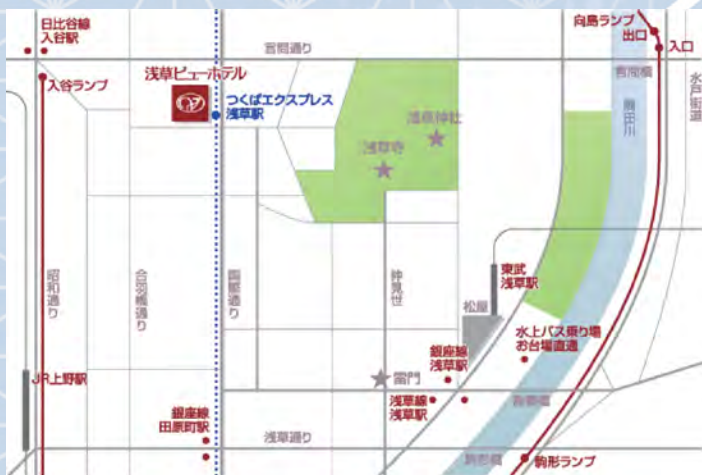 日比谷線
入谷駅
入谷ランプ
言問通り
向島ランプ
出口
入口
言問橋
隅田川
水戸街道
浅草ビューホテル
つくばエクスプレス
浅草駅
浅草神社
浅草寺
昭和通り
合羽橋通り
国際通り
仲見世
東武
浅草駅
松屋
水上バス乗り場
お台場直通
銀座線
浅草駅
雷門
浅草線
浅草駅
吾妻橋
JR上野駅
銀座線
田原町駅
浅草通り
駒形橋
駒形ランプ